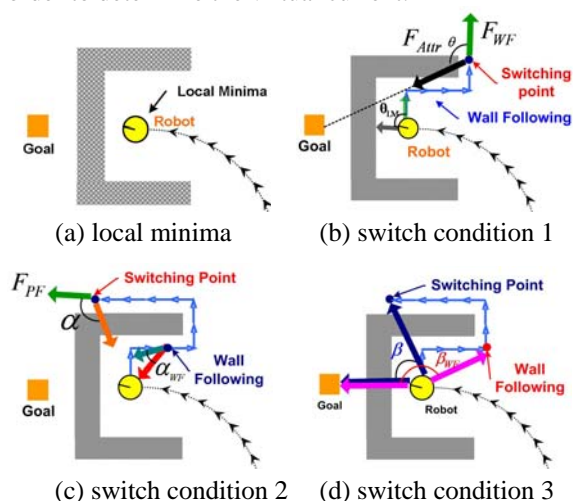 Local Minima
Robot
Goal
(a) local minima
F_WF
F_Attr
θ
Switching
point
θ_LM
Wall Following
Goal
Robot
(b) switch condition 1
Switching Point
F_PF
α
α_WF
Wall
Following
Goal
(c) switch condition 2
Switching Point
β
β_WF
Wall
Following
Goal
Robot
(d) switch condition 3